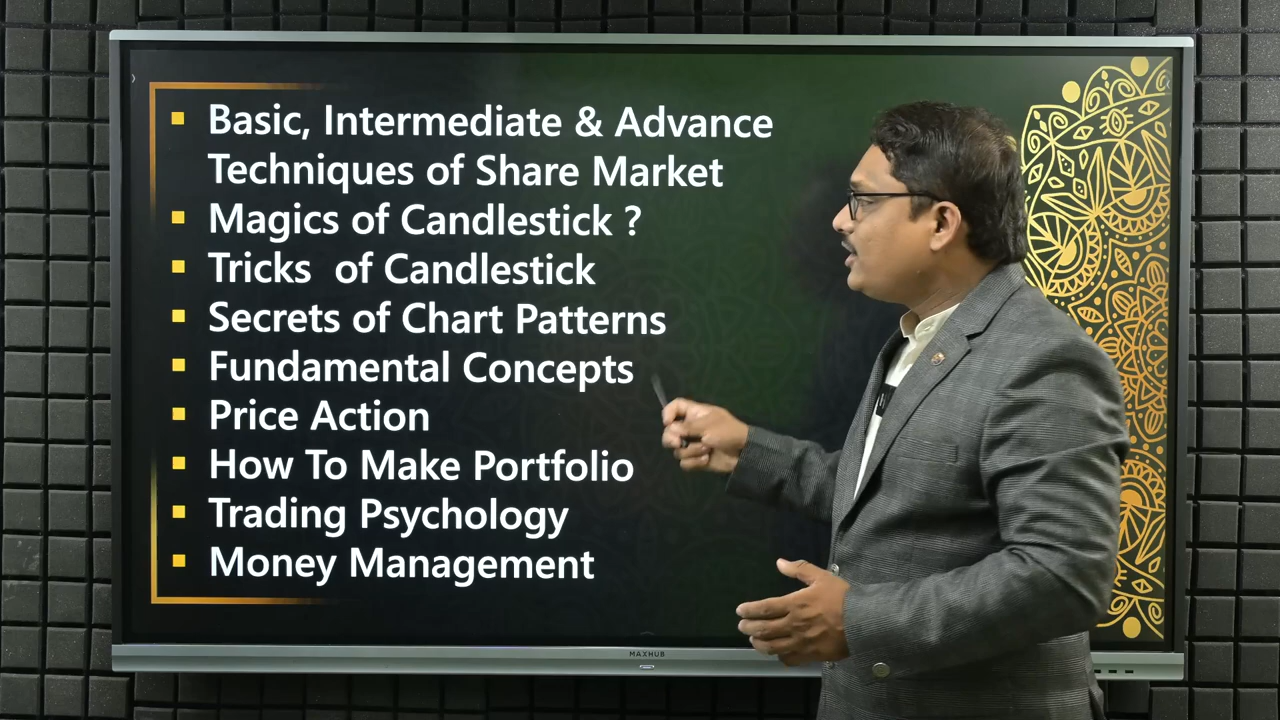 ▪ Basic, Intermediate & Advance
Techniques of Share Market
▪ Magics of Candlestick ?
▪ Tricks of Candlestick
▪ Secrets of Chart Patterns
▪ Fundamental Concepts
▪ Price Action
▪ How To Make Portfolio
▪ Trading Psychology
▪ Money Management
MAXHUB